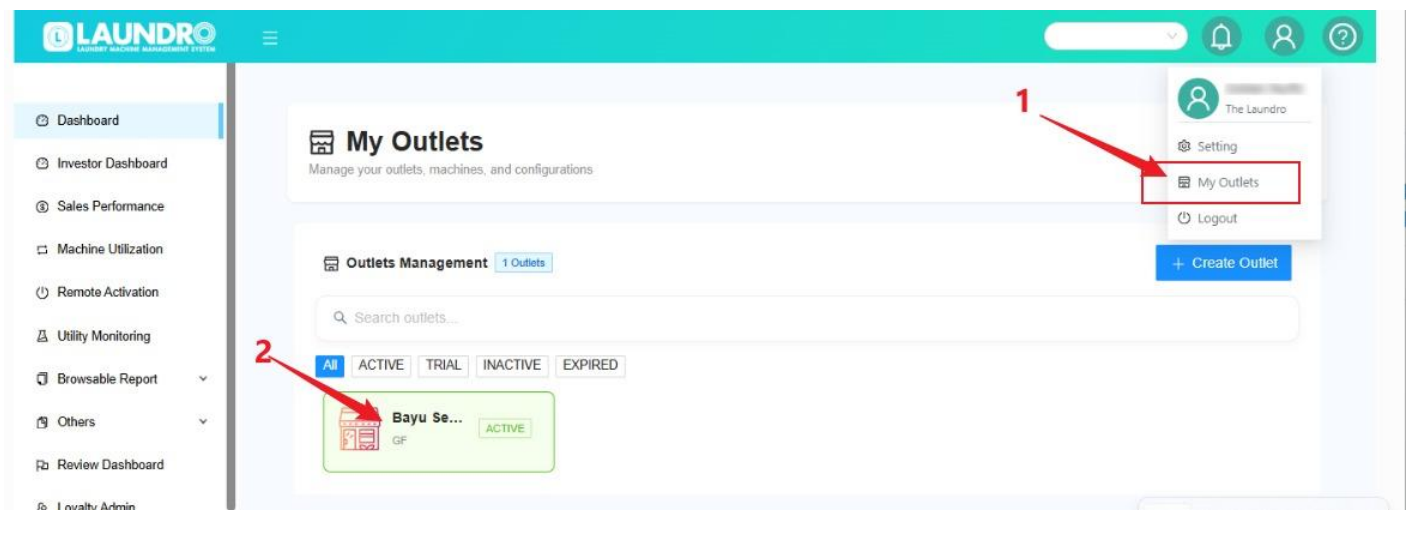 LAUNDRO
LAUNDRY MACHINE MANAGEMENT SYSTEM
The Laundro
Setting
My Outlets
Logout
1
Dashboard
Investor Dashboard
Sales Performance
Machine Utilization
Remote Activation
Utility Monitoring
Browsable Report
Others
Review Dashboard
Loyalty Admin
My Outlets
Manage your outlets, machines, and configurations
Outlets Management 1 Outlets
+ Create Outlet
Search outlets...
2
All ACTIVE TRIAL INACTIVE EXPIRED
Bayu Se... ACTIVE
GF